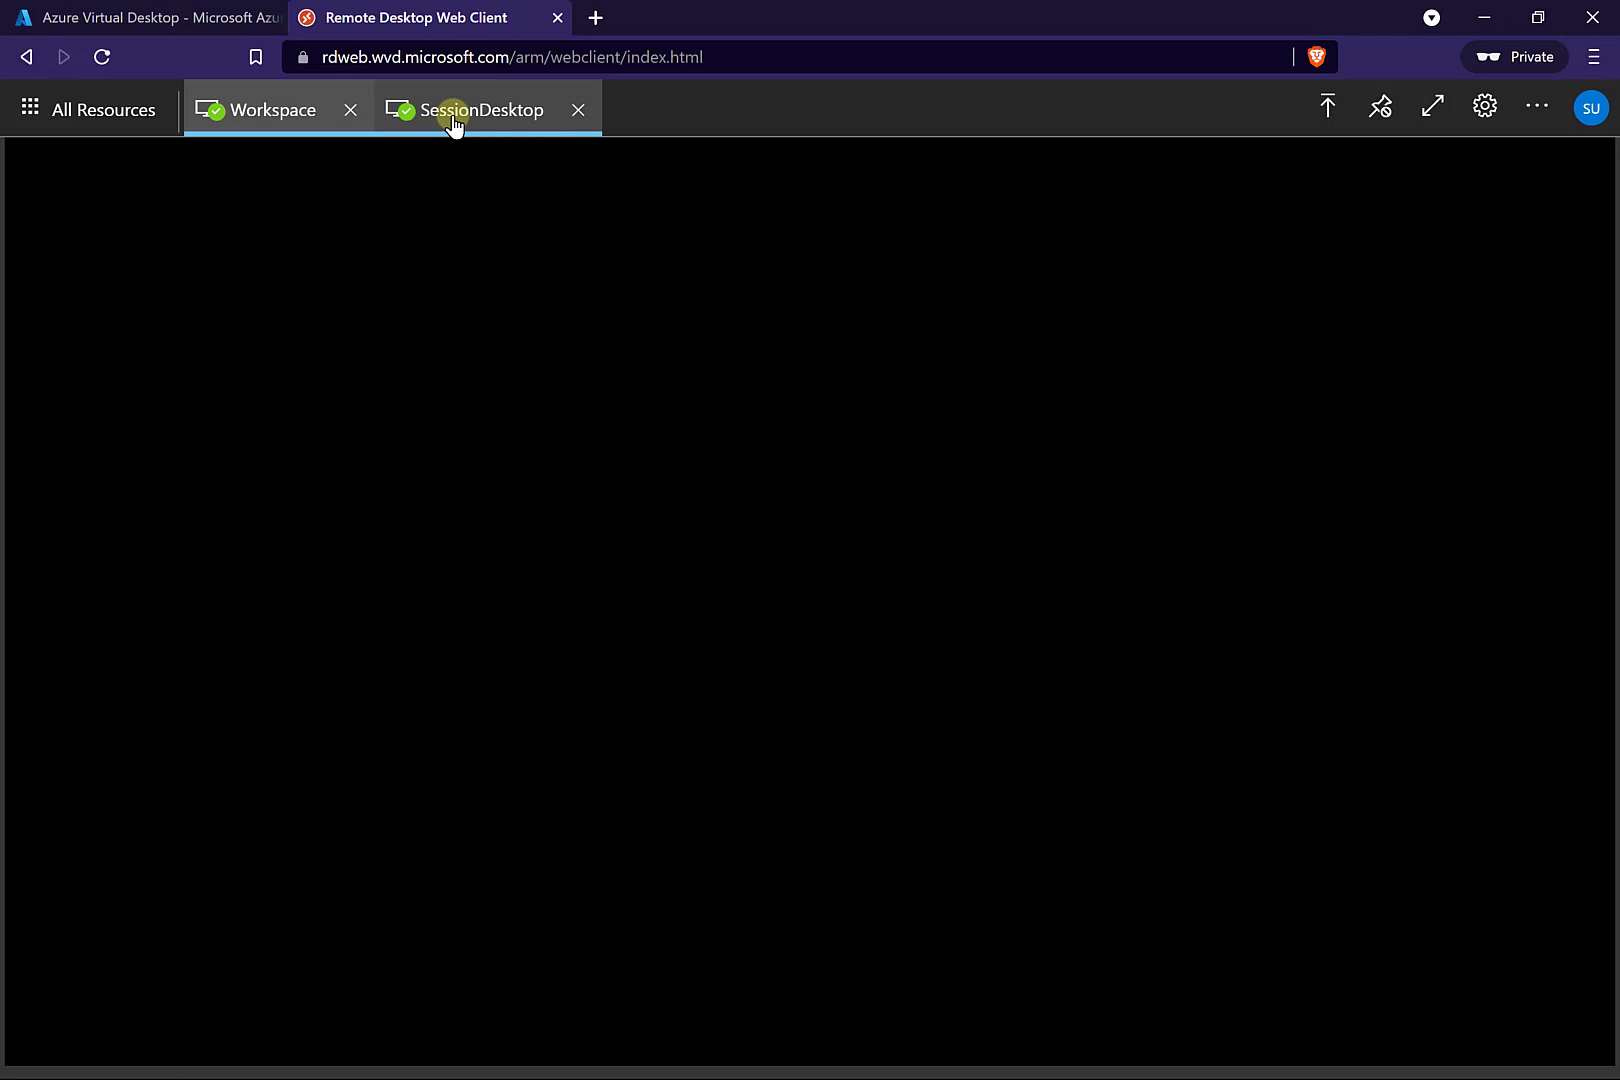 Azure Virtual Desktop - Microsoft Azu
Remote Desktop Web Client
rdweb.wvd.microsoft.com/arm/webclient/index.html
Private
All Resources
Workspace
SessionDesktop
SU